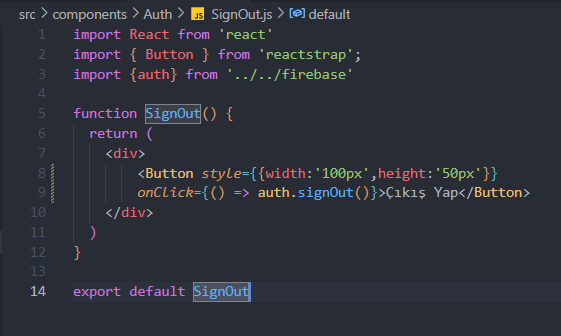 src > components > Auth > JS SignOut.js > default
1 import React from 'react'
2 import { Button } from 'reactstrap';
3 import {auth} from '../../firebase'
4
5 function SignOut() {
6 return (
7 <div>
8 <Button style={{width:'100px',height:'50px'}}
9 onClick={() => auth.signOut()}>Çıkış Yap</Button>
10 </div>
11 )
12 }
13
14 export default SignOut